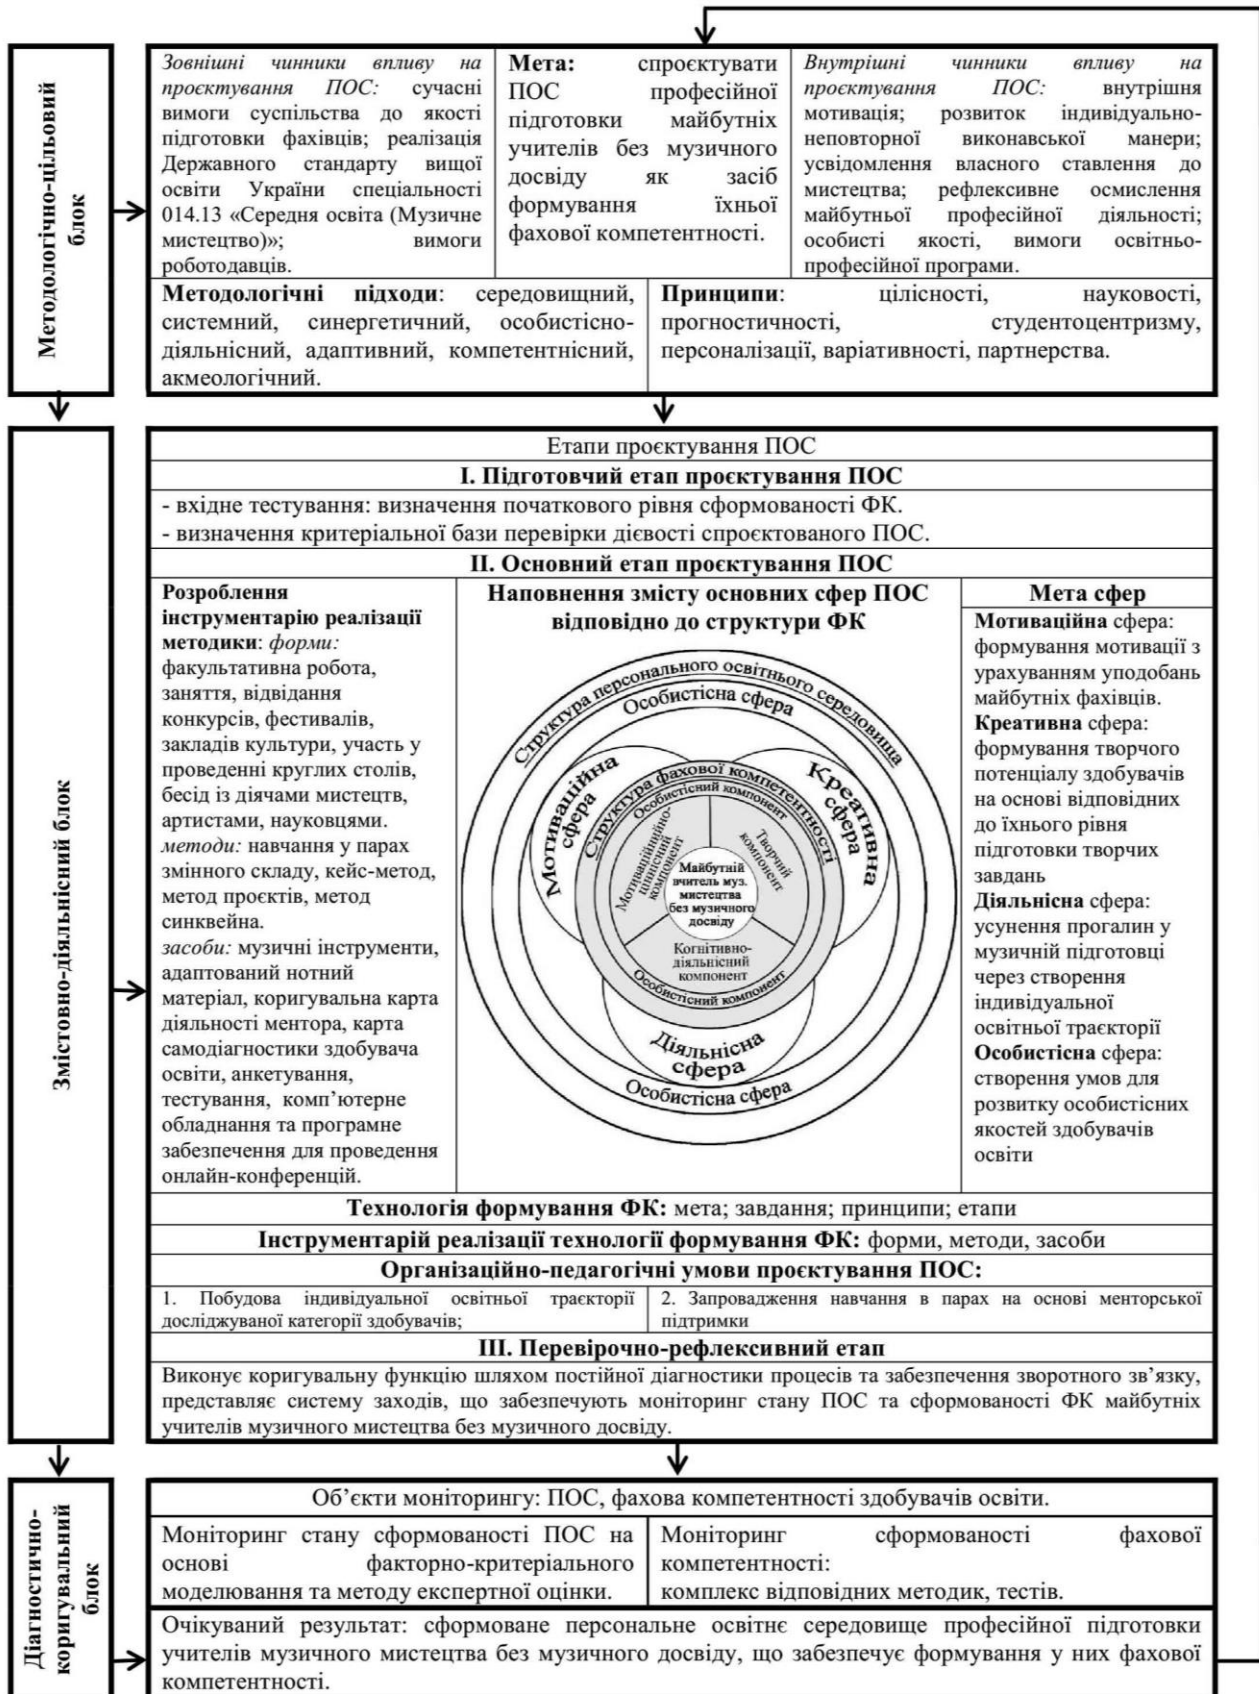 Методологічно-цільовий
блок
Зовнішні чинники впливу на
проєктування ПОС: сучасні
вимоги суспільства до якості
підготовки фахівців; реалізація
Державного стандарту вищої
освіти України спеціальності
014.13 «Середня освіта (Музичне
мистецтво)»; вимоги
роботодавців.
Мета: спроєктувати
ПОС професійної
підготовки майбутніх
учителів без музичного
досвіду як засіб
формування їхньої
фахової компетентності.
Внутрішні чинники впливу на
проєктування ПОС: внутрішня
мотивація; розвиток індивідуально-
неповторної виконавської манери;
усвідомлення власного ставлення до
мистецтва; рефлексивне осмислення
майбутньої професійної діяльності;
особисті якості, вимоги освітньо-
професійної програми.
Методологічні підходи: середовищний,
системний, синергетичний, особистісно-
діяльнісний, адаптивний, компетентнісний,
акмеологічний.
Принципи: цілісності, науковості,
прогностичності, студентоцентризму,
персоналізації, варіативності, партнерства.
Змістовно-діяльнісний блок
Етапи проєктування ПОС
І. Підготовчий етап проєктування ПОС
- вхідне тестування: визначення початкового рівня сформованості ФК.
- визначення критеріальної бази перевірки дієвості спроєктованого ПОС.
ІІ. Основний етап проєктування ПОС
Розроблення
інструментарію реалізації
методики: форми:
факультативна робота,
заняття, відвідання
конкурсів, фестивалів,
закладів культури, участь у
проведенні круглих столів,
бесід із діячами мистецтв,
артистами, науковцями.
методи: навчання у парах
змінного складу, кейс-метод,
метод проєктів, метод
синквейна.
засоби: музичні інструменти,
адаптований нотний
матеріал, коригувальна карта
діяльності ментора, карта
самодіагностики здобувача
освіти, анкетування,
тестування, комп’ютерне
обладнання та програмне
забезпечення для проведення
онлайн-конференцій.
Наповнення змісту основних сфер ПОС
відповідно до структури ФК
Структура персонального освітнього середовища
Особистісна сфера
Мотиваційна
сфера
Креативна
сфера
Структура фахової компетентності
Особистісний компонент
компонент
Творчий
компонент
Майбутній
вчитель муз.
мистецтва
без музичного
досвіду
Когнітивно-
діяльнісний
компонент
Особистісний компонент
Діяльнісна
сфера
Особистісна сфера
Мета сфер
Мотиваційна сфера:
формування мотивації з
урахуванням уподобань
майбутніх фахівців.
Креативна сфера:
формування творчого
потенціалу здобувачів
на основі відповідних
до їхнього рівня
підготовки творчих
завдань
Діяльнісна сфера:
усунення прогалин у
музичній підготовці
через створення
індивідуальної
освітньої траєкторії
Особистісна сфера:
створення умов для
розвитку особистісних
якостей здобувачів
освіти
Технологія формування ФК: мета; завдання; принципи; етапи
Інструментарій реалізації технології формування ФК: форми, методи, засоби
Організаційно-педагогічні умови проєктування ПОС:
1. Побудова індивідуальної освітньої траєкторії
досліджуваної категорії здобувачів;
2. Запровадження навчання в парах на основі менторської
підтримки
ІІІ. Перевірочно-рефлексивний етап
Виконує коригувальну функцію шляхом постійної діагностики процесів та забезпечення зворотного зв’язку,
представляє систему заходів, що забезпечують моніторинг стану ПОС та сформованості ФК майбутніх
учителів музичного мистецтва без музичного досвіду.
Діагностично-
коригувальний
блок
Об’єкти моніторингу: ПОС, фахова компетентності здобувачів освіти.
Моніторинг стану сформованості ПОС на
основі факторно-критеріального
моделювання та методу експертної оцінки.
Моніторинг сформованості фахової
компетентності:
комплекс відповідних методик, тестів.
Очікуваний результат: сформоване персональне освітнє середовище професійної підготовки
учителів музичного мистецтва без музичного досвіду, що забезпечує формування у них фахової
компетентності.